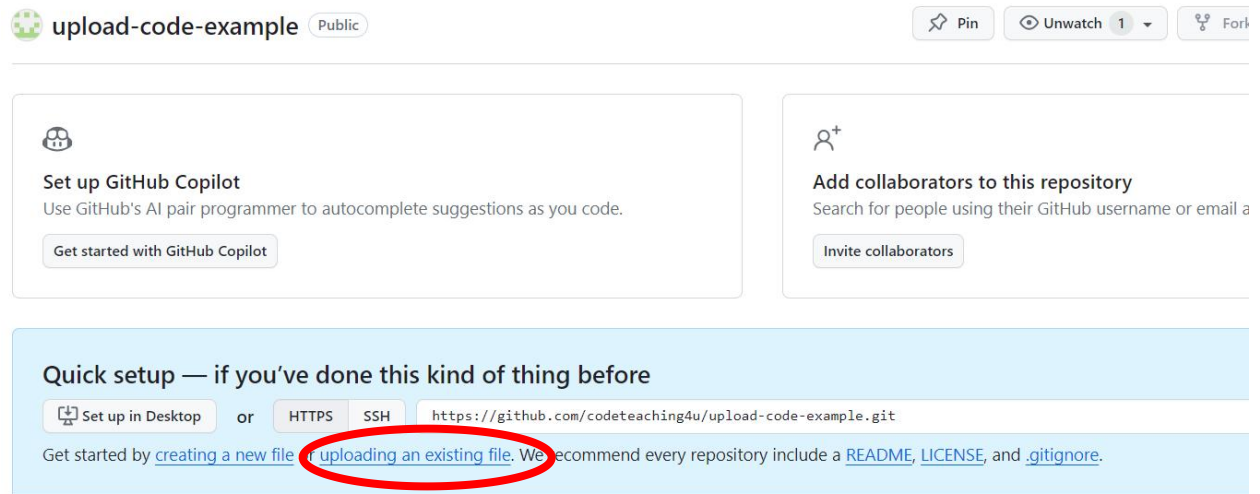 upload-code-example Public
Pin Unwatch 1 Fork
Set up GitHub Copilot
Use GitHub's AI pair programmer to autocomplete suggestions as you code.
Get started with GitHub Copilot
Add collaborators to this repository
Search for people using their GitHub username or email
Invite collaborators
Quick setup — if you've done this kind of thing before
Set up in Desktop or HTTPS SSH https://github.com/codeteaching4u/upload-code-example.git
Get started by creating a new file or uploading an existing file. We recommend every repository include a README, LICENSE, and .gitignore.